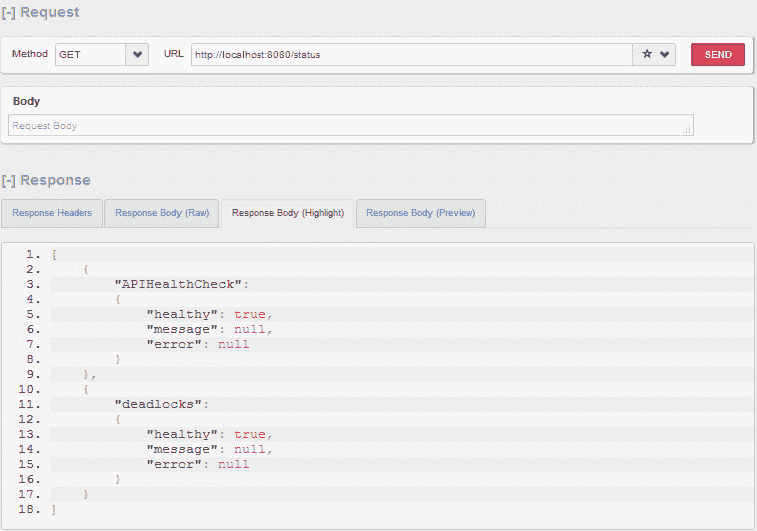 [-] Request
Method GET URL http://localhost:8080/status SEND
Body
Request Body
[-] Response
Response Headers Response Body (Raw) Response Body (Highlight) Response Body (Preview)
1. [
2. {
3. "APIHealthCheck":
4. {
5. "healthy": true,
6. "message": null,
7. "error": null
8. }
9. },
10. {
11. "deadlocks":
12. {
13. "healthy": true,
14. "message": null,
15. "error": null
16. }
17. }
18. ]